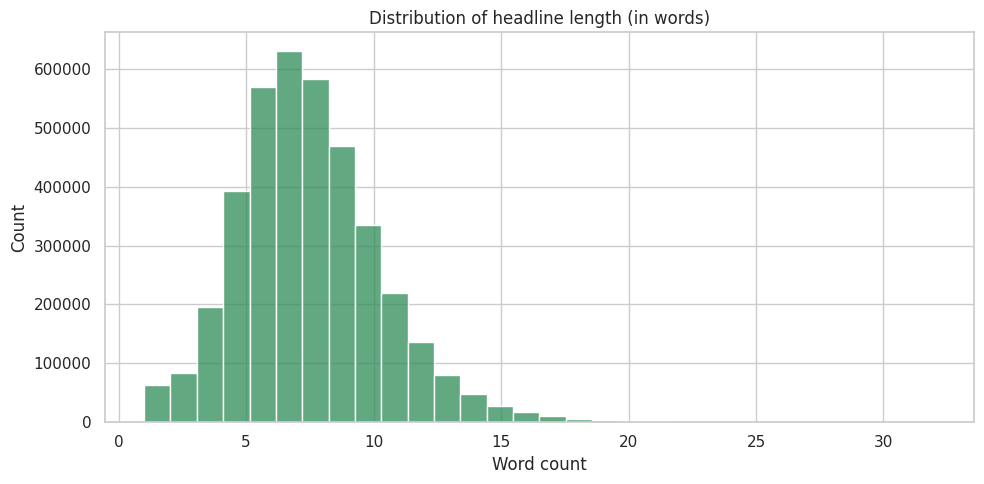 Distribution of headline length (in words)
600000
500000
400000
300000
200000
100000
0
Count
0 5 10 15 20 25 30
Word count